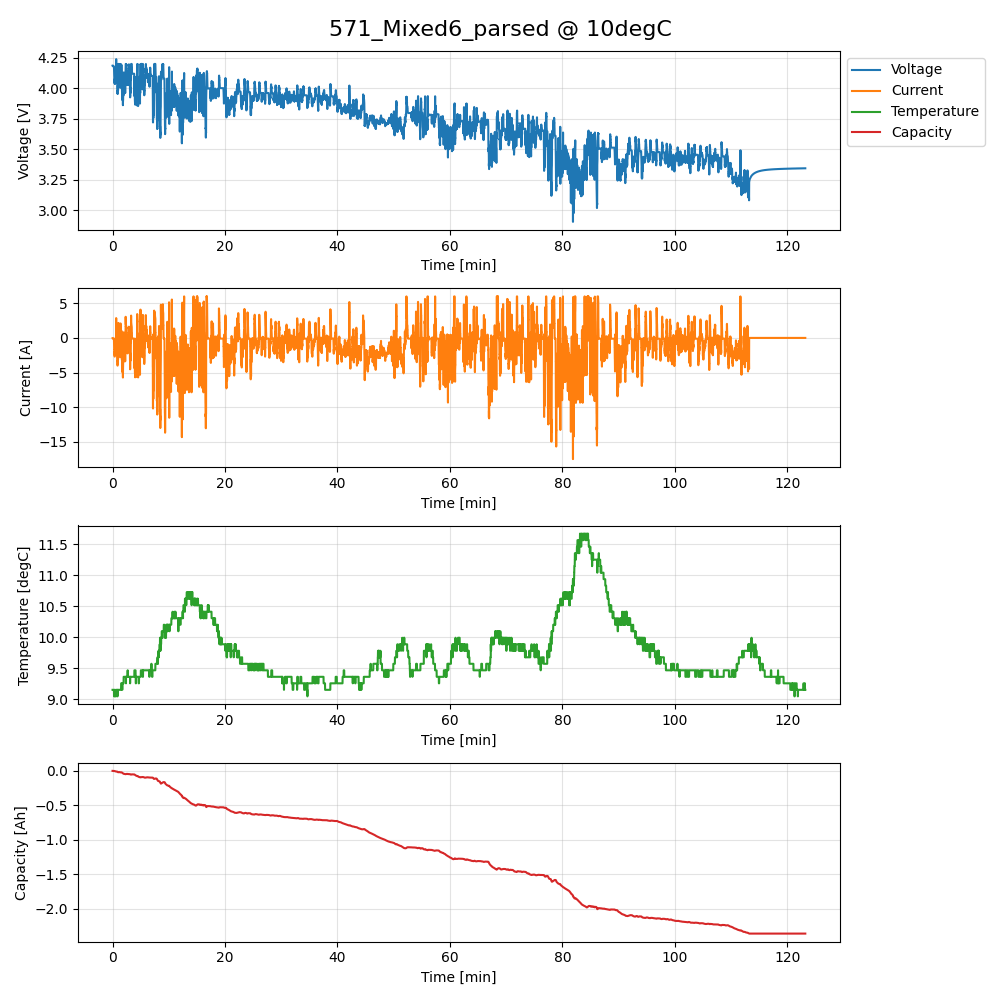 571_Mixed6_parsed @ 10degC
Voltage [V]
4.25
4.00
3.75
3.50
3.25
3.00
0 20 40 60 80 100 120
Time [min]
Voltage
Current
Temperature
Capacity
Current [A]
5
0
−5
−10
−15
0 20 40 60 80 100 120
Time [min]
Temperature [degC]
11.5
11.0
10.5
10.0
9.5
9.0
0 20 40 60 80 100 120
Time [min]
Capacity [Ah]
0.0
−0.5
−1.0
−1.5
−2.0
0 20 40 60 80 100 120
Time [min]